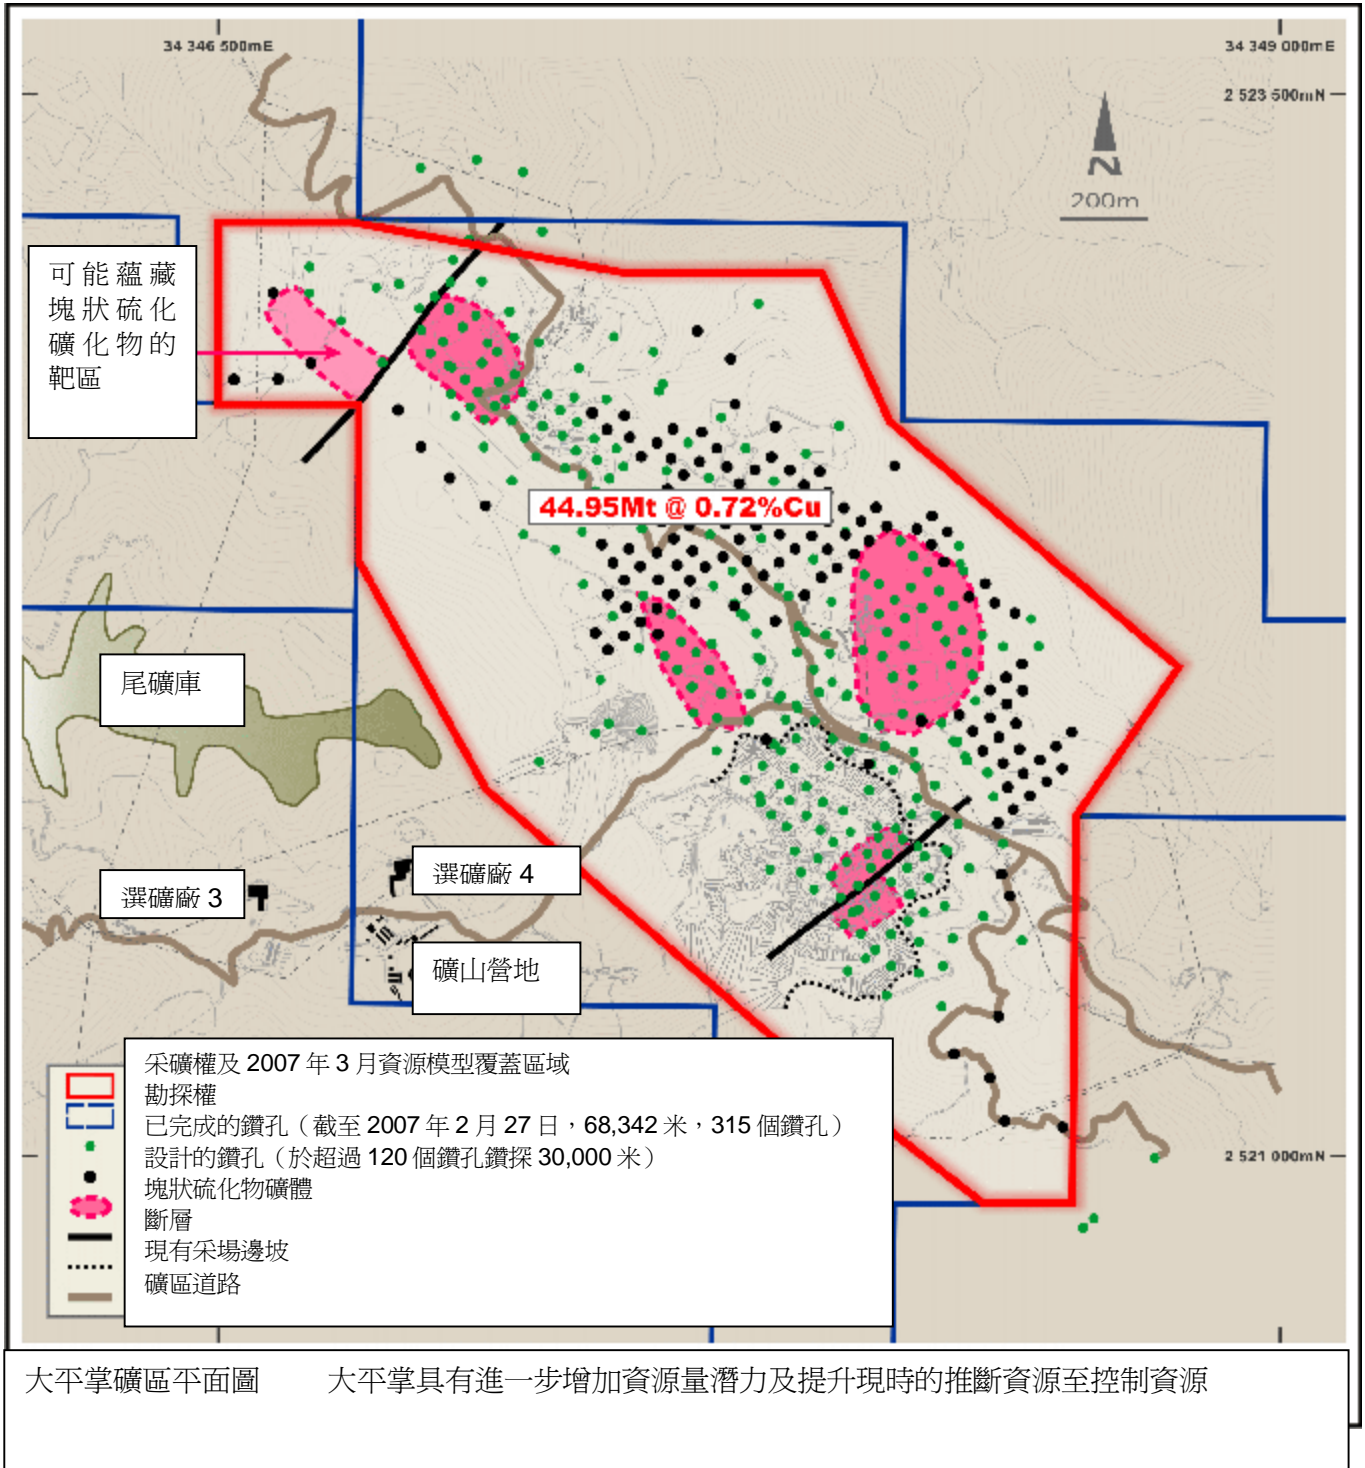 34 346 500mE
34 349 000mE
2 523 500mN
N
200m
可能蘊藏
塊狀硫化
礦化物的
靶區
44.95Mt @ 0.72%Cu
尾礦庫
選礦廠 4
選礦廠 3
礦山營地
采礦權及 2007 年 3 月資源模型覆蓋區域
勘探權
已完成的鑽孔（截至 2007 年 2 月 27 日，68,342 米，315 個鑽孔）
設計的鑽孔（於超過 120 個鑽孔鑽探 30,000 米）
塊狀硫化物礦體
斷層
現有采場邊坡
礦區道路
2 521 000mN
大平掌礦區平面圖 大平掌具有進一步增加資源量潛力及提升現時的推斷資源至控制資源